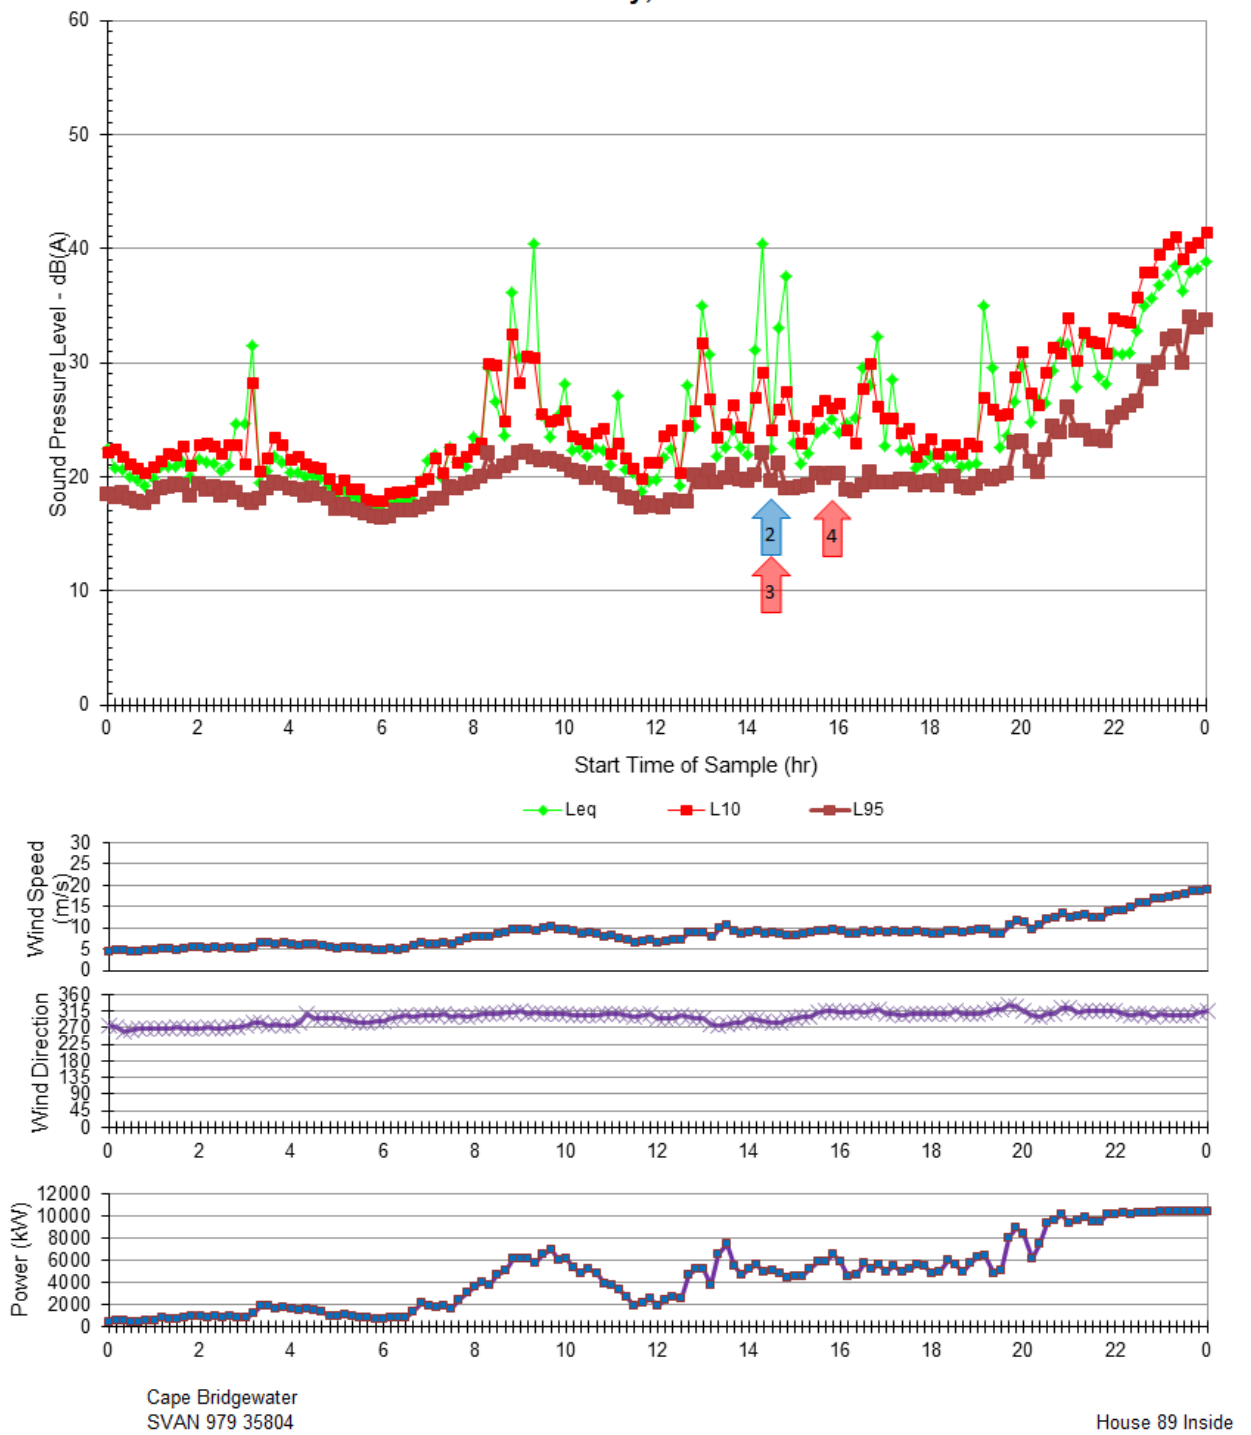 60
50
40
30
20
10
0
Sound Pressure Level - dB(A)
2
4
3
0 2 4 6 8 10 12 14 16 18 20 22 0
Start Time of Sample (hr)
Leq L10 L95
30
25
20
15
10
5
0
Wind Speed
(m/s)
360
315
270
225
180
135
90
45
0
Wind Direction
0 2 4 6 8 10 12 14 16 18 20 22 0
12000
10000
8000
6000
4000
2000
0
Power (kW)
0 2 4 6 8 10 12 14 16 18 20 22 0
Cape Bridgewater
SVAN 979 35804
House 89 Inside